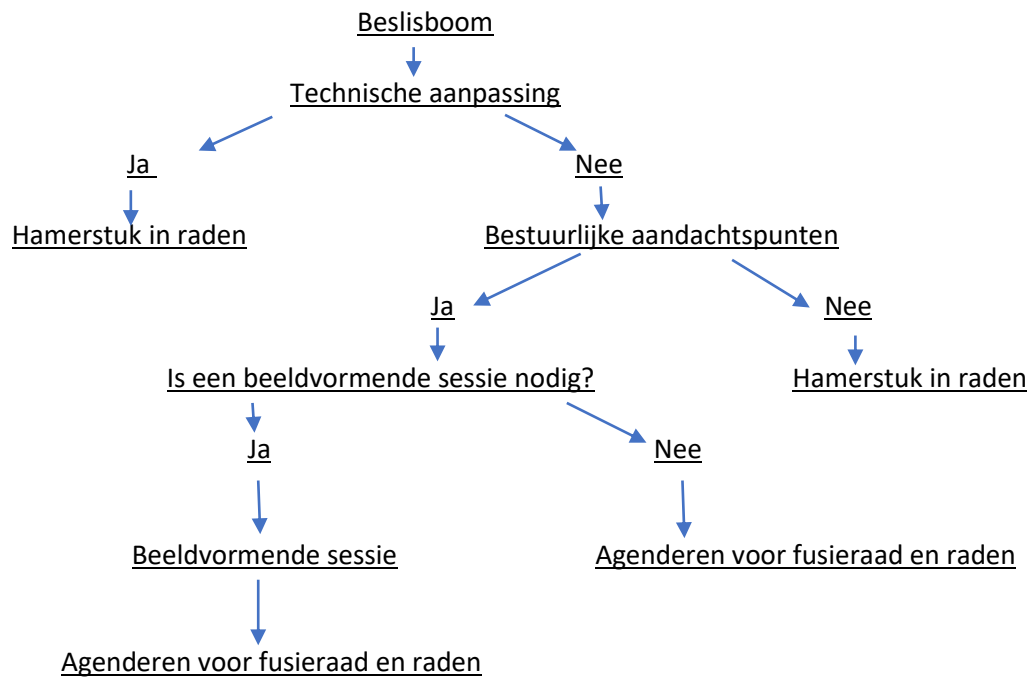 Beslisboom
Technische aanpassing
Ja
Nee
Hamerstuk in raden
Bestuurlijke aandachtspunten
Ja
Nee
Is een beeldvormende sessie nodig?
Hamerstuk in raden
Ja
Nee
Beeldvormende sessie
Agenderen voor fusieraad en raden
Agenderen voor fusieraad en raden